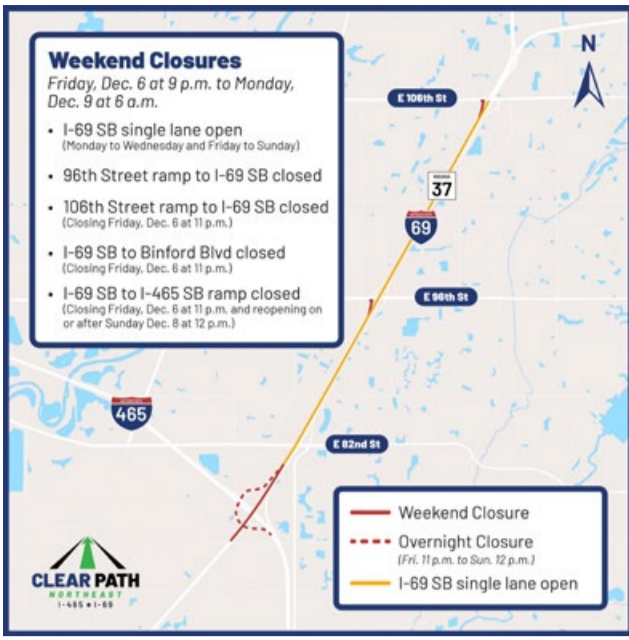 Weekend Closures
Friday, Dec. 6 at 9 p.m. to Monday,
Dec. 9 at 6 a.m.
• I-69 SB single lane open
(Monday to Wednesday and Friday to Sunday)
• 96th Street ramp to I-69 SB closed
• 106th Street ramp to I-69 SB closed
(Closing Friday, Dec. 6 at 11 p.m.)
• I-69 SB to Binford Blvd closed
(Closing Friday, Dec. 6 at 11 p.m.)
• I-69 SB to I-465 SB ramp closed
(Closing Friday, Dec. 6 at 11 p.m. and reopening on
or after Sunday Dec. 8 at 12 p.m.)
N
E 106th St
37
69
E 96th St
465
E 82nd St
Weekend Closure
Overnight Closure
(Fri. 11 p.m. to Sun. 12 p.m.)
I-69 SB single lane open
CLEAR PATH
NORTHEAST
I-465 • I-69